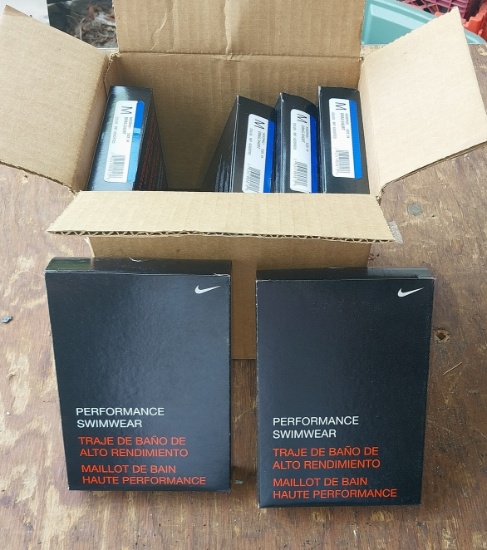 M
M
M
M
PERFORMANCE
SWIMWEAR
TRAJE DE BAÑO DE
ALTO RENDIMIENTO
MAILLOT DE BAIN
HAUTE PERFORMANCE
PERFORMANCE
SWIMWEAR
TRAJE DE BAÑO DE
ALTO RENDIMIENTO
MAILLOT DE BAIN
HAUTE PERFORMANCE